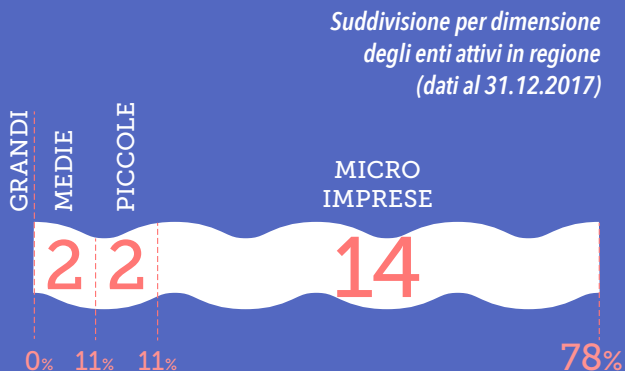 Suddivisione per dimensione
degli enti attivi in regione
(dati al 31.12.2017)
GRANDI
MEDIE
PICCOLE
MICRO
IMPRESE
2 2 14
0% 11% 11% 78%